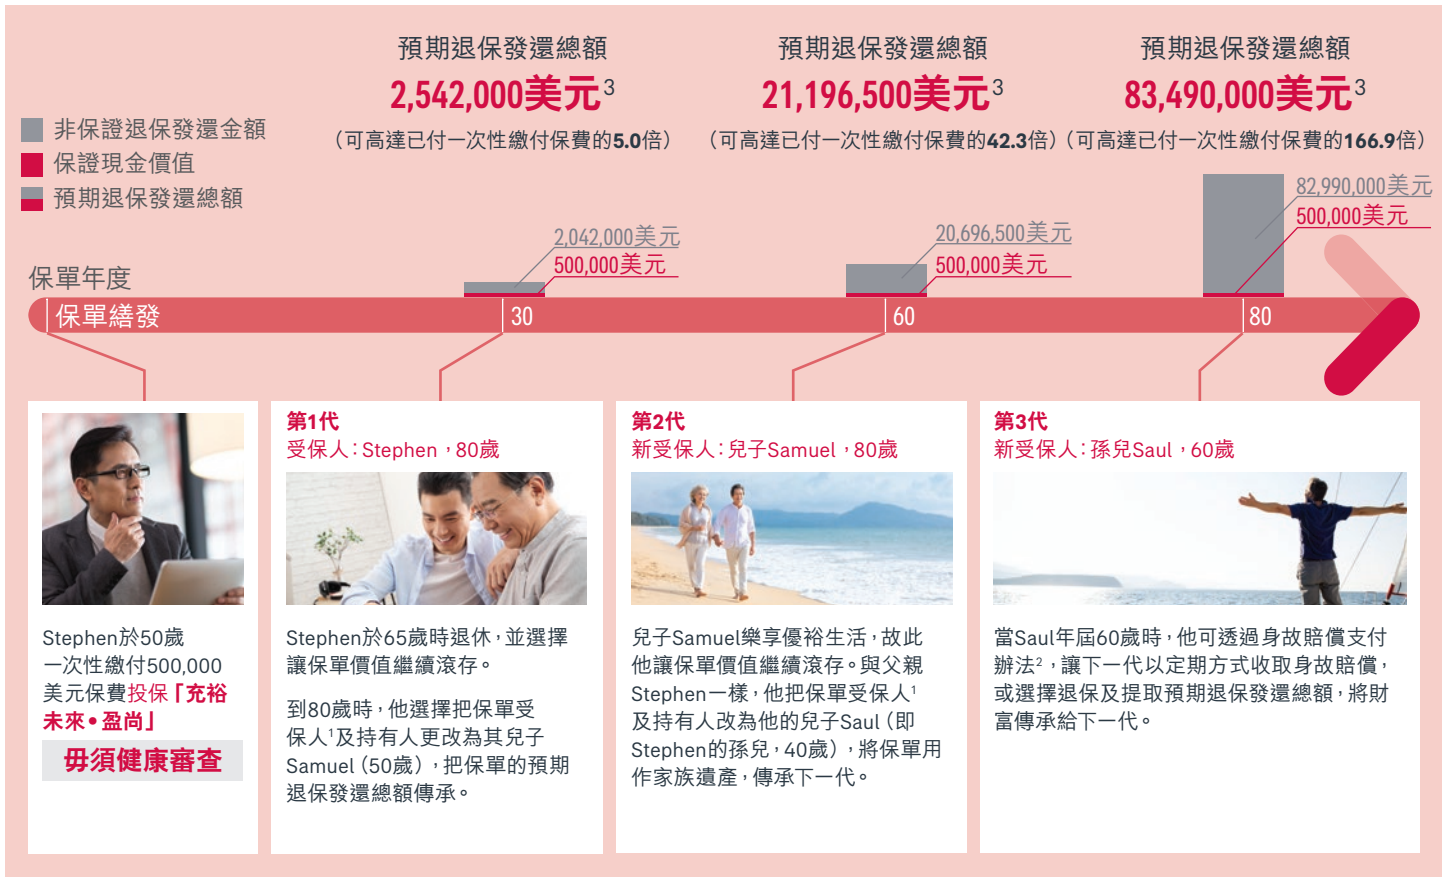 預期退保發還總額
2,542,000美元3
（可高達已付一次性繳付保費的5.0倍）
預期退保發還總額
21,196,500美元3
（可高達已付一次性繳付保費的42.3倍）
預期退保發還總額
83,490,000美元3
（可高達已付一次性繳付保費的166.9倍）
非保證退保發還金額
保證現金價值
預期退保發還總額
2,042,000美元
500,000美元
20,696,500美元
500,000美元
82,990,000美元
500,000美元
保單年度
保單繕發
30
60
80
Stephen於50歲
一次性繳付500,000
美元保費投保「充裕
未來•盈尚」
毋須健康審查
第1代
受保人：Stephen，80歲
Stephen於65歲時退休，並選擇
讓保單價值繼續滾存。
到80歲時，他選擇把保單受
保人1及持有人更改為其兒子
Samuel（50歲），把保單的預期
退保發還總額傳承。
第2代
新受保人：兒子Samuel，80歲
兒子Samuel樂享優裕生活，故此
他讓保單價值繼續滾存。與父親
Stephen一樣，他把保單受保人1
及持有人改為他的兒子Saul（即
Stephen的孫兒，40歲），將保單用
作家族遺產，傳承下一代。
第3代
新受保人：孫兒Saul，60歲
當Saul年屆60歲時，他可透過身故賠償支付
辦法2，讓下一代以定期方式收取身故賠償，
或選擇退保及提取預期退保發還總額，將財
富傳承給下一代。